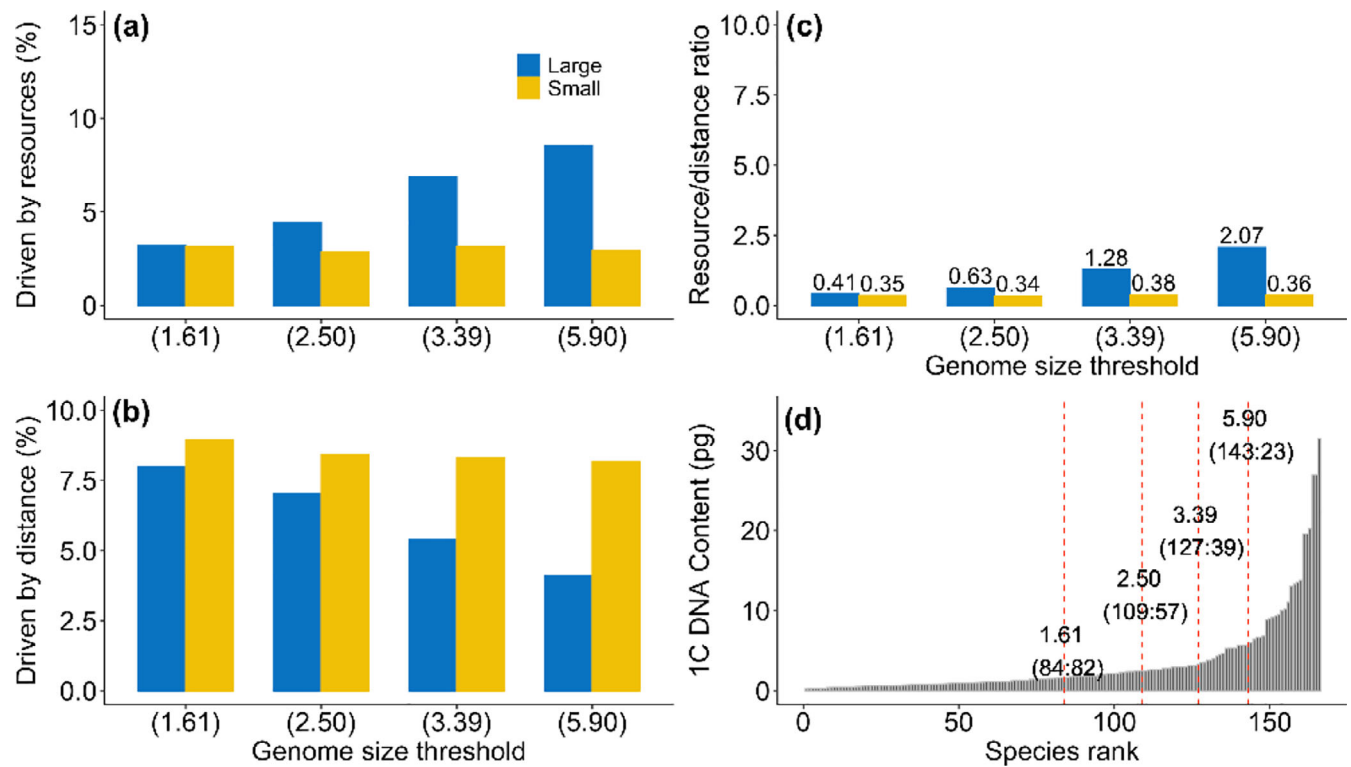 (a)
Driven by resources (%)
15
10
5
0
Large
Small
(1.61) (2.50) (3.39) (5.90)
(b)
Driven by distance (%)
10.0
7.5
5.0
2.5
0.0
(1.61) (2.50) (3.39) (5.90)
Genome size threshold
(c)
Resource/distance ratio
10.0
7.5
5.0
2.5
0.0
0.41 0.35 0.63 0.34 1.28 0.38 2.07 0.36
(1.61) (2.50) (3.39) (5.90)
Genome size threshold
(d)
1C DNA Content (pg)
30
20
10
0
1.61
(84:82)
2.50
(109:57)
3.39
(127:39)
5.90
(143:23)
0 50 100 150
Species rank